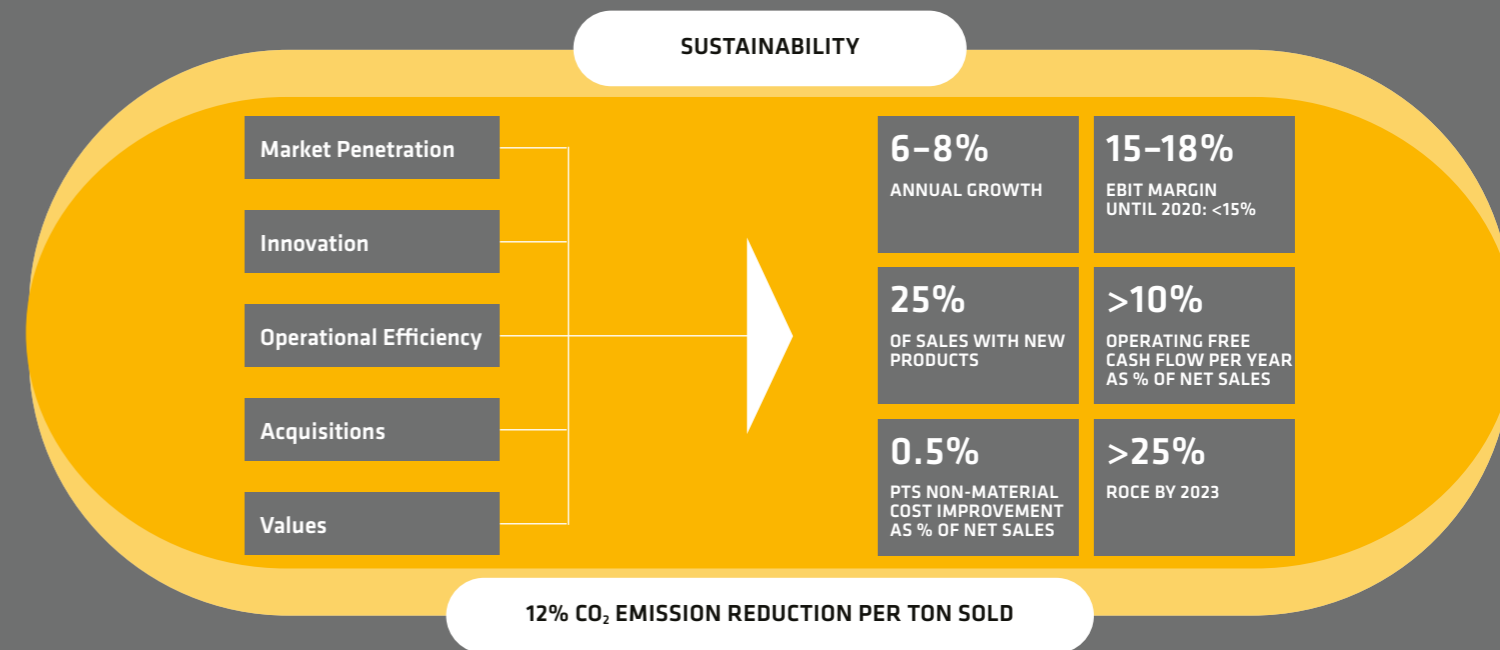 SUSTAINABILITY
Market Penetration
Innovation
Operational Efficiency
Acquisitions
Values
6–8%
ANNUAL GROWTH
15–18%
EBIT MARGIN
UNTIL 2020: <15%
25%
OF SALES WITH NEW
PRODUCTS
>10%
OPERATING FREE
CASH FLOW PER YEAR
AS % OF NET SALES
0.5%
PTS NON-MATERIAL
COST IMPROVEMENT
AS % OF NET SALES
>25%
ROCE BY 2023
12% CO₂ EMISSION REDUCTION PER TON SOLD